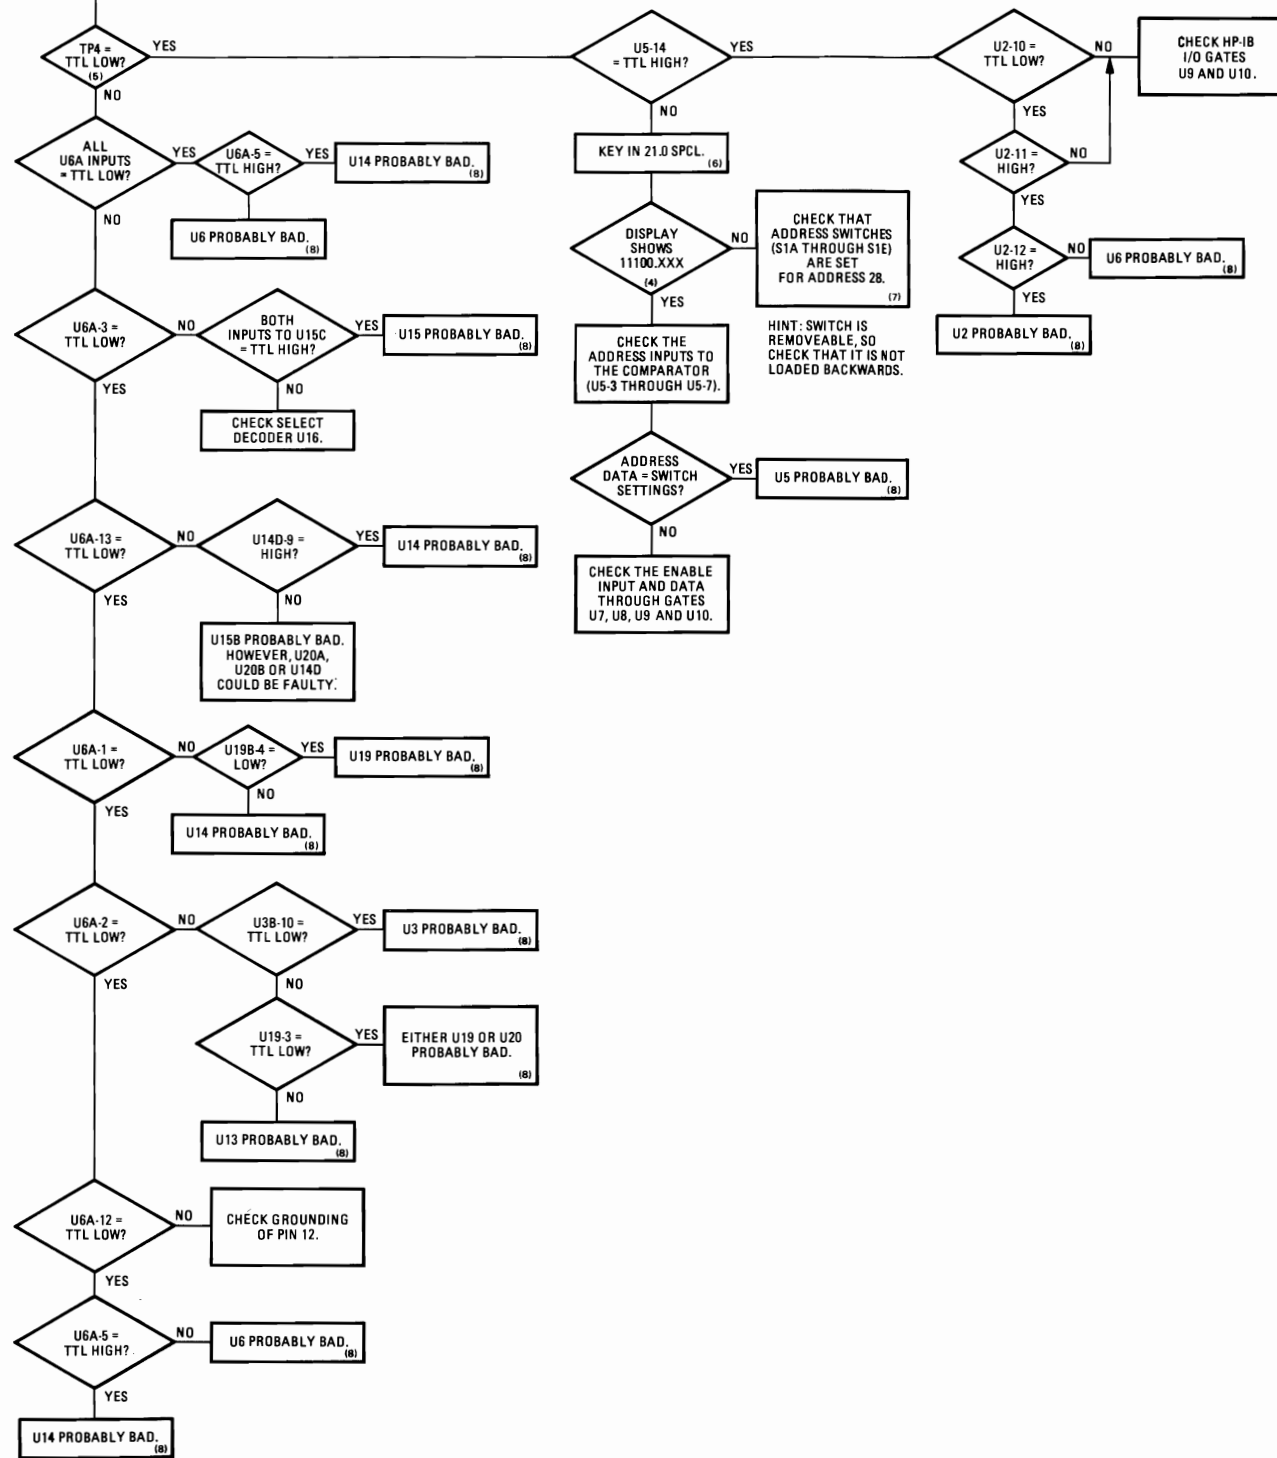 TP4 =
TTL LOW?
(5)
YES
NO
U5-14
= TTL HIGH?
YES
NO
U2-10 =
TTL LOW?
NO
YES
CHECK HP-IB
I/O GATES
U9 AND U10.
ALL
U6A INPUTS
= TTL LOW?
YES
NO
U6A-5 =
TTL HIGH?
YES
U14 PROBABLY BAD.
(8)
U6 PROBABLY BAD.
(8)
KEY IN 21.0 SPCL.
(6)
U2-11 =
HIGH?
NO
YES
DISPLAY
SHOWS
11100.XXX
(4)
NO
YES
CHECK THAT
ADDRESS SWITCHES
(S1A THROUGH S1E)
ARE SET
FOR ADDRESS 28.
(7)
HINT: SWITCH IS
REMOVEABLE, SO
CHECK THAT IT IS NOT
LOADED BACKWARDS.
U2-12 =
HIGH?
NO
YES
U6 PROBABLY BAD.
(8)
U2 PROBABLY BAD.
(8)
U6A-3 =
TTL LOW?
NO
YES
BOTH
INPUTS TO U15C
= TTL HIGH?
YES
NO
U15 PROBABLY BAD.
(8)
CHECK SELECT
DECODER U16.
CHECK THE
ADDRESS INPUTS TO
THE COMPARATOR
(U5-3 THROUGH U5-7).
ADDRESS
DATA = SWITCH
SETTINGS?
YES
NO
U5 PROBABLY BAD.
(8)
CHECK THE ENABLE
INPUT AND DATA
THROUGH GATES
U7, U8, U9 AND U10.
U6A-13 =
TTL LOW?
NO
YES
U14D-9 =
HIGH?
YES
NO
U14 PROBABLY BAD.
(8)
U15B PROBABLY BAD.
HOWEVER, U20A,
U20B OR U14D
COULD BE FAULTY.
U6A-1 =
TTL LOW?
NO
YES
U19B-4 =
LOW?
YES
NO
U19 PROBABLY BAD.
(8)
U14 PROBABLY BAD.
(8)
U6A-2 =
TTL LOW?
NO
YES
U3B-10 =
TTL LOW?
YES
NO
U3 PROBABLY BAD.
(8)
U19-3 =
TTL LOW?
YES
NO
EITHER U19 OR U20
PROBABLY BAD.
(8)
U13 PROBABLY BAD.
(8)
U6A-12 =
TTL LOW?
NO
YES
CHECK GROUNDING
OF PIN 12.
U6A-5 =
TTL HIGH?
NO
YES
U6 PROBABLY BAD.
(8)
U14 PROBABLY BAD.
(8)